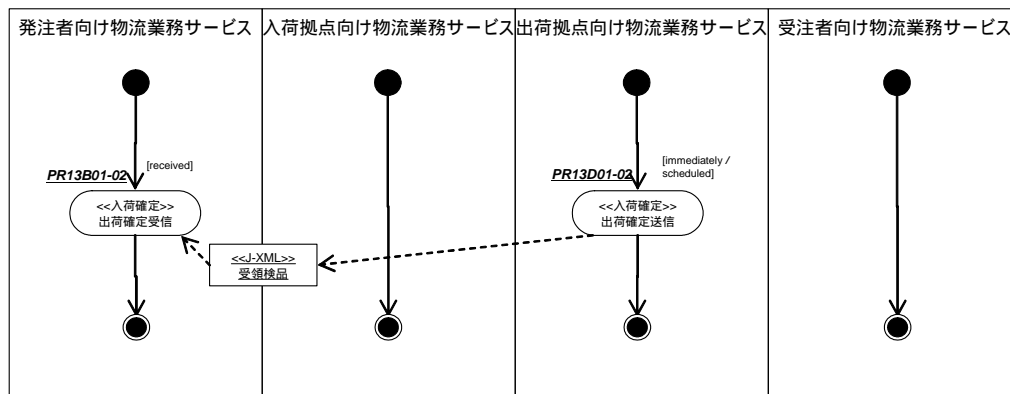 発注者向け物流業務サービス
入荷拠点向け物流業務サービス
出荷拠点向け物流業務サービス
受注者向け物流業務サービス
[received]
PR13B01-02
<<入荷確定>>
出荷確定受信
[immediately /
scheduled]
PR13D01-02
<<入荷確定>>
出荷確定送信
<<J-XML>>
受領検品